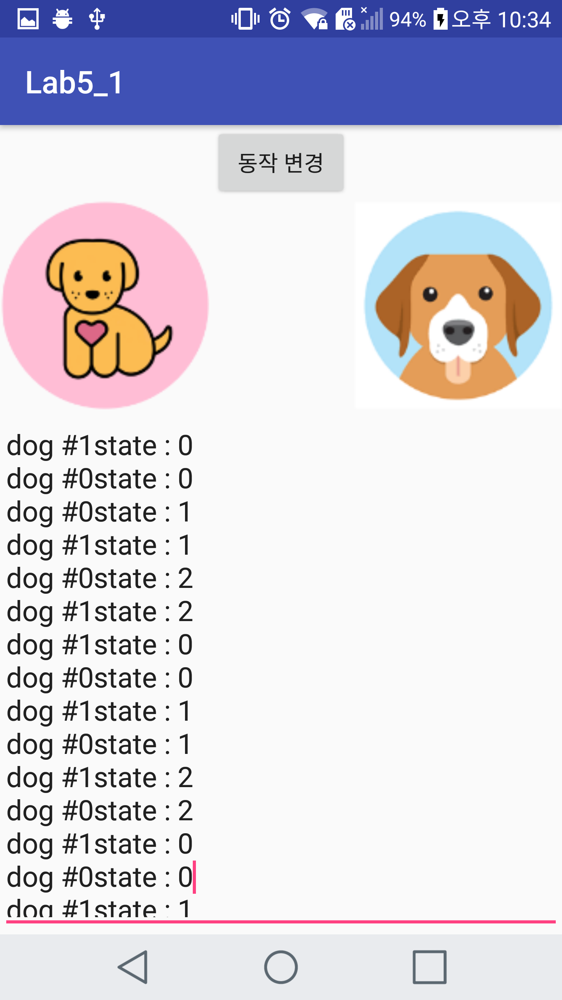 94% 오후 10:34
Lab5_1
동작 변경
dog #1state : 0
dog #0state : 0
dog #0state : 1
dog #1state : 1
dog #0state : 2
dog #1state : 2
dog #1state : 0
dog #0state : 0
dog #1state : 1
dog #0state : 1
dog #1state : 2
dog #0state : 2
dog #1state : 0
dog #0state : 0
dog #1state : 1